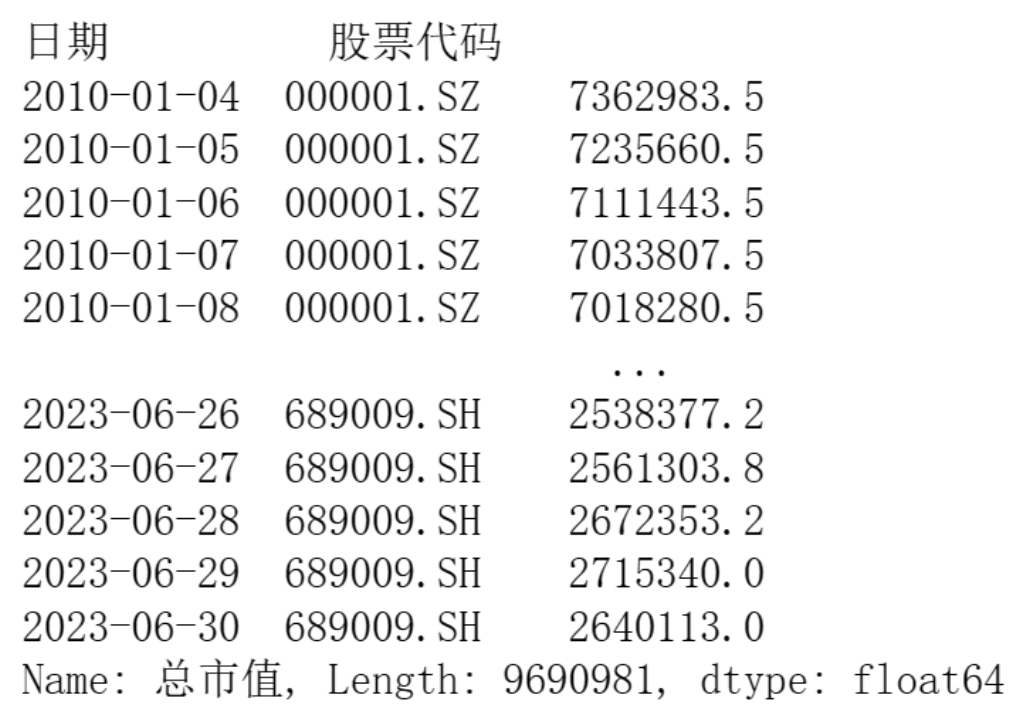 日期 股票代码
2010-01-04 000001.SZ 7362983.5
2010-01-05 000001.SZ 7235660.5
2010-01-06 000001.SZ 7111443.5
2010-01-07 000001.SZ 7033807.5
2010-01-08 000001.SZ 7018280.5
...
2023-06-26 689009.SH 2538377.2
2023-06-27 689009.SH 2561303.8
2023-06-28 689009.SH 2672353.2
2023-06-29 689009.SH 2715340.0
2023-06-30 689009.SH 2640113.0
Name: 总市值, Length: 9690981, dtype: float64